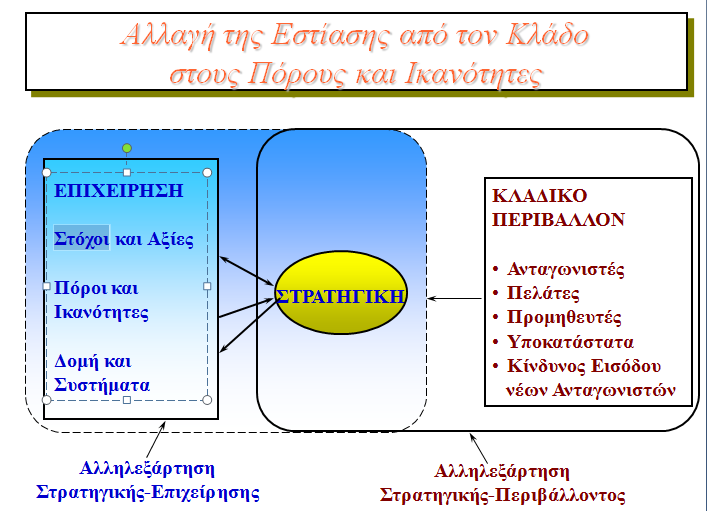 Αλλαγή της Εστίασης από τον Κλάδο
στους Πόρους και Ικανότητες
ΕΠΙΧΕΙΡΗΣΗ
Στόχοι και Αξίες
Πόροι και
Ικανότητες
Δομή και
Συστήματα
ΣΤΡΑΤΗΓΙΚΗ
ΚΛΑΔΙΚΟ
ΠΕΡΙΒΑΛΛΟΝ
• Ανταγωνιστές
• Πελάτες
• Προμηθευτές
• Υποκατάστατα
• Κίνδυνος Εισόδου
νέων Ανταγωνιστών
Αλληλεξάρτηση
Στρατηγικής-Επιχείρησης
Αλληλεξάρτηση
Στρατηγικής-Περιβάλλοντος